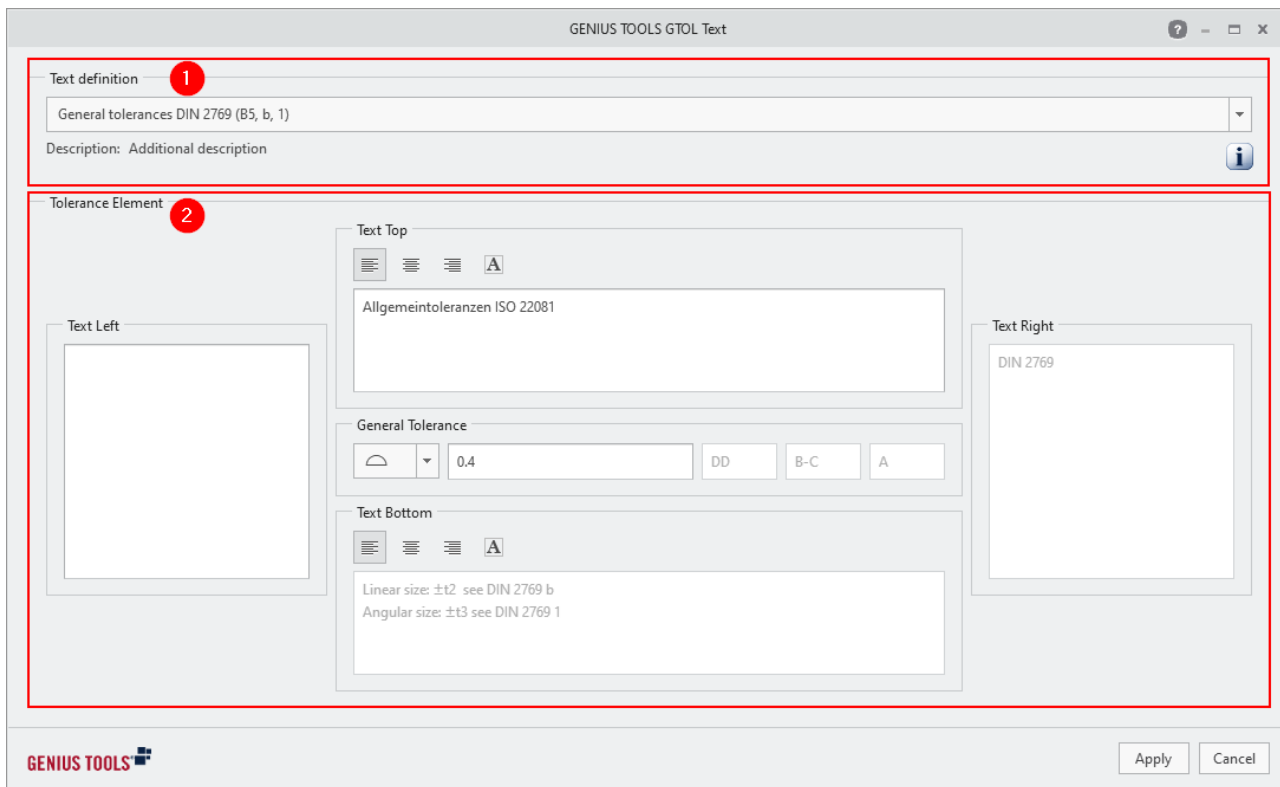 GENIUS TOOLS GTOL Text
?
Text definition
1
General tolerances DIN 2769 (B5, b, 1)
Description: Additional description
i
Tolerance Element
2
Text Top
A
Allgemeintoleranzen ISO 22081
Text Left
Text Right
DIN 2769
General Tolerance
0.4
DD
B-C
A
Text Bottom
A
Linear size: ±t2 see DIN 2769 b
Angular size: ±t3 see DIN 2769 1
GENIUS TOOLS
Apply
Cancel